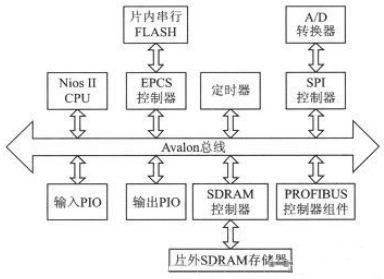 片内串行
FLASH
A/D
转换器
Nios II
CPU
EPCS
控制器
定时器
SPI
控制器
Avalon总线
输入PIO
输出PIO
SDRAM
控制器
PROFIBUS
控制器组件
片外SDRAM存储器